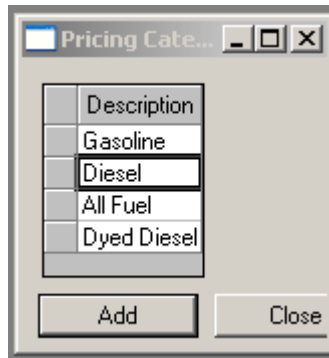 Pricing Cate...
Description
Gasoline
Diesel
All Fuel
Dyed Diesel
Add Close